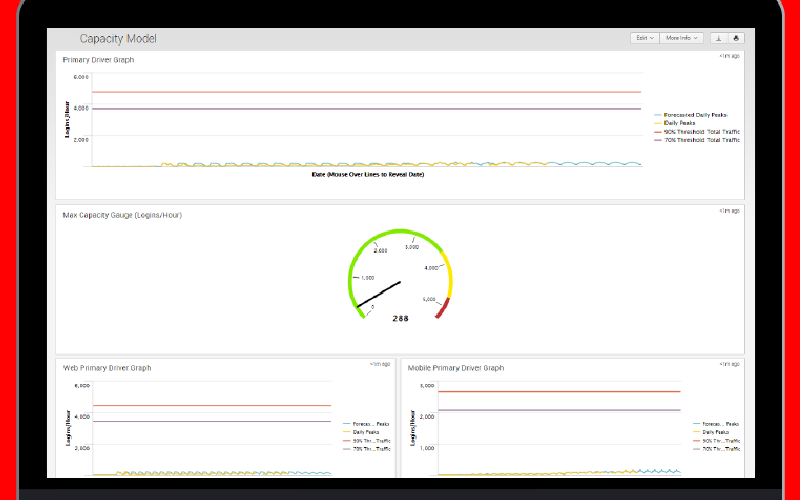 Capacity Model
Edit
More Info
Primary Driver Graph
<1m ago
6,000
4,000
2,000
Logins/Hour
Forecasted Daily Peaks
Daily Peaks
90% Threshold Total Traffic
70% Threshold Total Traffic
Date (Mouse Over Lines to Reveal Date)
Max Capacity Gauge (Logins/Hour)
<1m ago
0
1,000
2,000
3,000
4,000
5,000
288
Web Primary Driver Graph
<1m ago
6,000
4,000
2,000
Logins/Hour
Forecas... Peaks
Daily Peaks
90% Thr...Traffic
70% Thr...Traffic
Mobile Primary Driver Graph
<1m ago
3,000
2,000
1,000
Logins/Hour
Forecas... Peaks
Daily Peaks
90% Thr...Traffic
70% Thr...Traffic